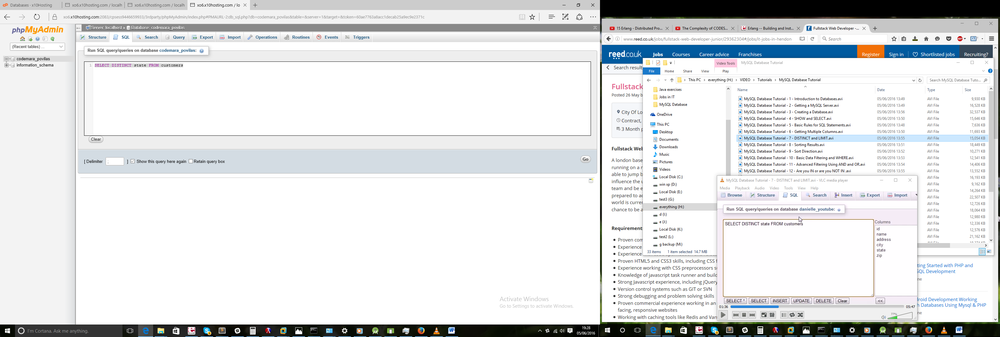 Databases - x10Hosting
xo6.x10hosting.com / localh
xo6.x10hosting.com / localh
xo6.x10hosting.com / lo
xo6.x10hosting.com:2083/cpsess9446659933/3rdparty/phpMyAdmin/index.php#PMAURL-2:db_sql.php?db=codemara_povilas&table=&server=1&target=&token=60ae7763a8acc1decab25a9ec9e2371c
phpMyAdmin
(Recent tables) ...
codemara_povilas
information_schema
Server: localhost » Database: codemara_povilas
Structure SQL Search Query Export Import Operations Routines Events Triggers
Run SQL query/queries on database codemara_povilas:
1 SELECT DISTINCT state FROM customers
Clear
[ Delimiter ; ] Show this query here again Retain query box
Go
Activate Windows
Go to Settings to activate Windows.
I'm Cortana. Ask me anything.
19:28
05/06/2016
15 Erlang - Distributed Pro...
The Complexity of CODES...
Erlang -- Building and Inst...
Fullstack Web Developer -...
www.reed.co.uk/jobs/fullstack-web-developer-junior/29362304#/jobs/it-jobs-in-hendon
Search
reed.co.uk Jobs Courses Career advice Franchises Register Sign in Shortlisted jobs Recruiting?
Search result
Fullstack
Posted 26 May b
City Of Lo
Contract,
3 Month p
Fullstack Web
A london base
running on a r
able to jump b
influence the u
team and be e
prepared to ac
world is curren
chance to be a
Requirements
Proven com
Experience
Proven HTML5 and CSS3 skills, including CSS f
Experience working with CSS preprocessors su
Knowledge of javascript task runner and build
Strong Javascript experience, including jQuery
Version control systems such as GIT or SVN
Strong debugging and problem solving skills
Proven commercial experience working in an
facing, responsive websites
Working with caching tools like Redis and Var
ting Started with PHP and
SQL Development
ne
droid Development Working
h Databases Using Mysql & PHP
ne
Video Tools
MySQL Database Tutorial
File Home Share View Play
This PC > everything (H:) > VIDEO > Tutorials > MySQL Database Tutorial
Search MySQL Database Tuto...
Java exercises
Jobs in IT
MySQL Database
OneDrive
This PC
Desktop
Documents
Downloads
Music
Pictures
Videos
Local Disk (C:)
win xp (D:)
Local Disk (E:)
test3 (G:)
everything (H:)
d (I:)
e (J:)
Local Disk (K:)
test2 (L:)
g backup (M:)
33 items 1 item selected 14.7 MB
Name Date Type Size
MySQL Database Tutorial - 1 - Introduction to Databases.avi 05/06/2016 13:49 AVI File 9,930 KB
MySQL Database Tutorial - 2 - Getting a MySQL Server.avi 05/06/2016 13:49 AVI File 16,528 KB
MySQL Database Tutorial - 3 - Creating a Database.avi 05/06/2016 13:56 AVI File 32,537 KB
MySQL Database Tutorial - 4 - SHOW and SELECT.avi 05/06/2016 13:50 AVI File 15,646 KB
MySQL Database Tutorial - 5 - Basic Rules for SQL Statements.avi 05/06/2016 13:48 AVI File 7,636 KB
MySQL Database Tutorial - 6 - Getting Multiple Columns.avi 05/06/2016 13:50 AVI File 11,693 KB
MySQL Database Tutorial - 7 - DISTINCT and LIMIT.avi 05/06/2016 13:55 AVI File 15,054 KB
MySQL Database Tutorial - 8 - Sorting Results.avi 05/06/2016 13:51 AVI File 18,449 KB
MySQL Database Tutorial - 9 - Sort Direction.avi 05/06/2016 13:52 AVI File 10,271 KB
MySQL Database Tutorial - 10 - Basic Data Filtering and WHERE.avi 05/06/2016 13:53 AVI File 12,541 KB
MySQL Database Tutorial - 11 - Advanced Filtering Using AND and OR.avi 05/06/2016 13:54 AVI File 14,406 KB
MySQL Database Tutorial - 12 - Are you IN or are you NOT IN .avi 05/06/2016 13:55 AVI File 13,552 KB
AVI File 16,193 KB
AVI File 9,162 KB
AVI File 14,264 KB
AVI File 22,507 KB
AVI File 12,726 KB
AVI File 18,064 KB
AVI File 12,980 KB
AVI File 12,336 KB
AVI File 12,576 KB
AVI File 21,162 KB
MySQL Database Tutorial - 7 - DISTINCT and LIMIT.avi - VLC media player
Media Playback Audio Video Tools View Help
Browse Structure SQL Search Insert Export Import
Run SQL query/queries on database danielle_youtube:
SELECT DISTINCT state FROM customers
Columns
id
name
address
city
state
zip
SELECT * SELECT INSERT UPDATE DELETE Clear <<
01:36 05:47
77%